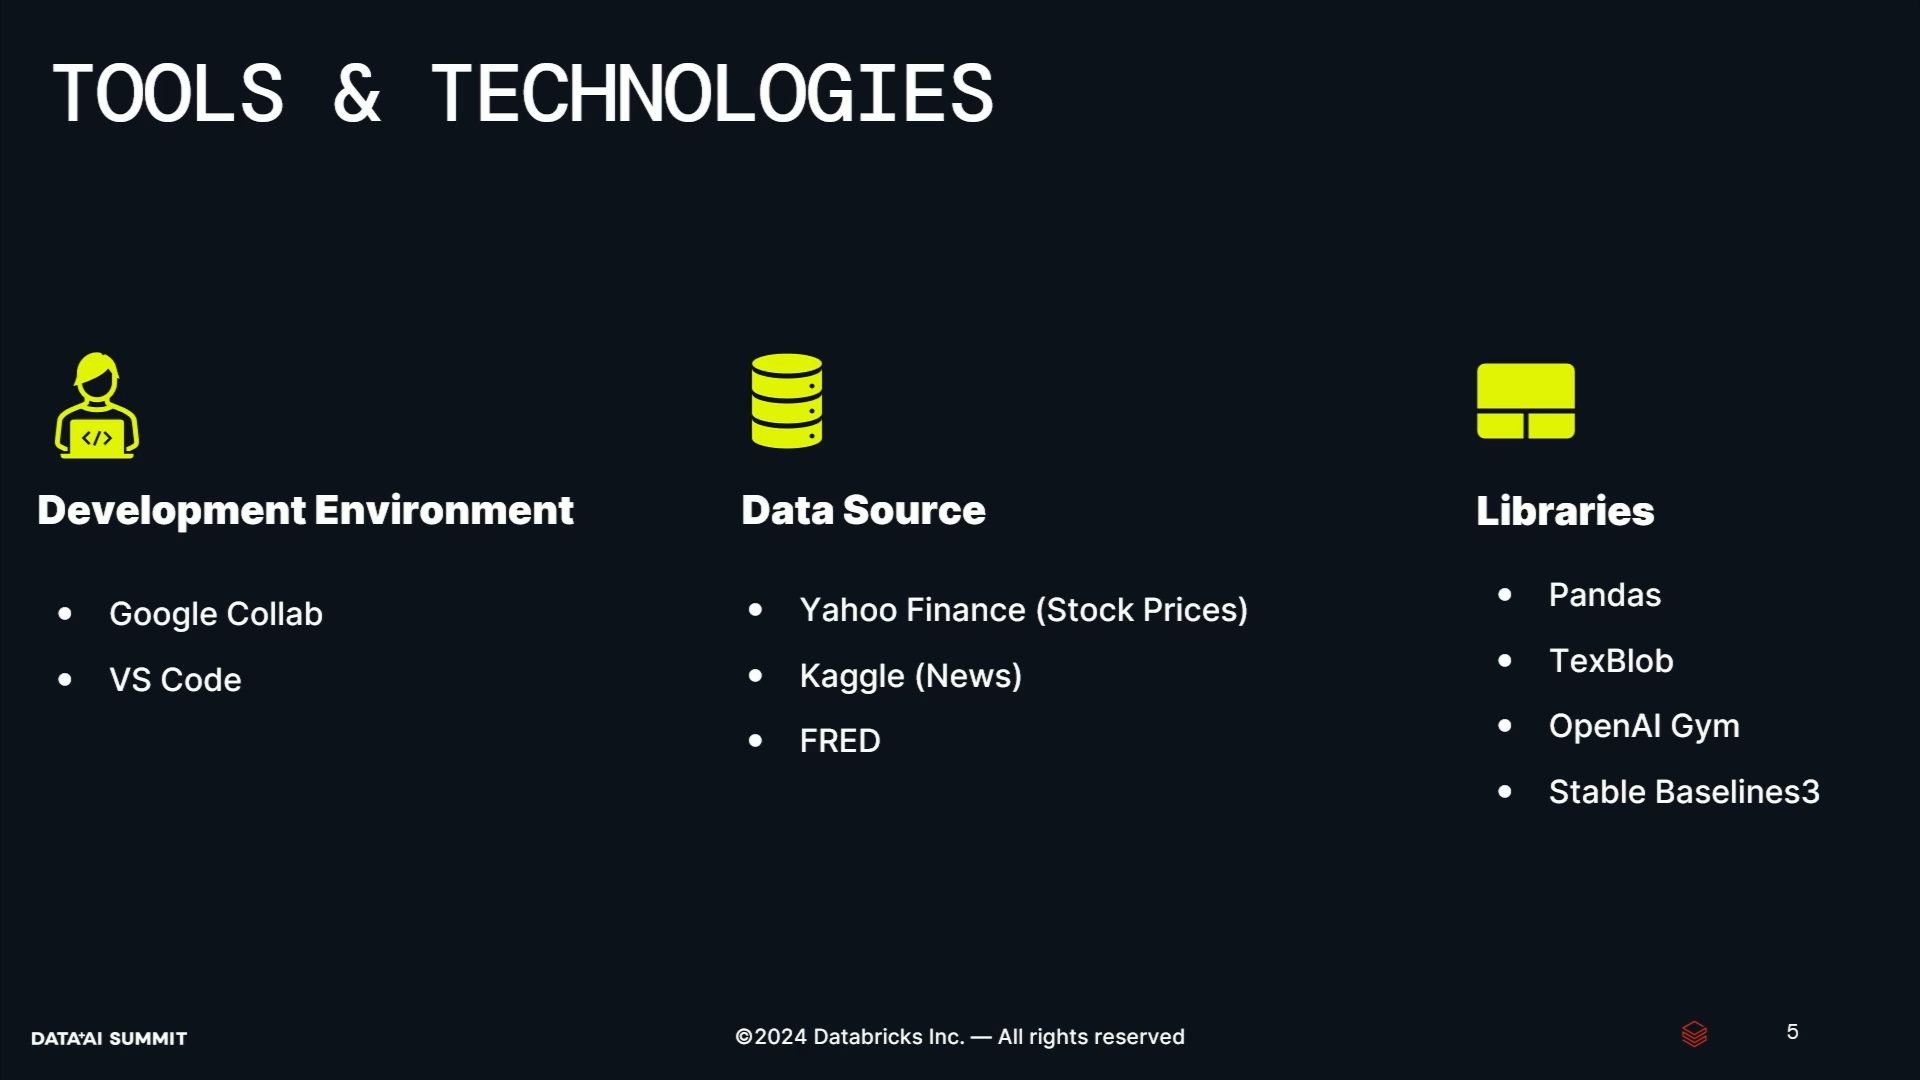 TOOLS & TECHNOLOGIES
</>
Development Environment
• Google Collab
• VS Code
Data Source
• Yahoo Finance (Stock Prices)
• Kaggle (News)
• FRED
Libraries
• Pandas
• TexBlob
• OpenAI Gym
• Stable Baselines3
DATA+AI SUMMIT
©2024 Databricks Inc. — All rights reserved
5